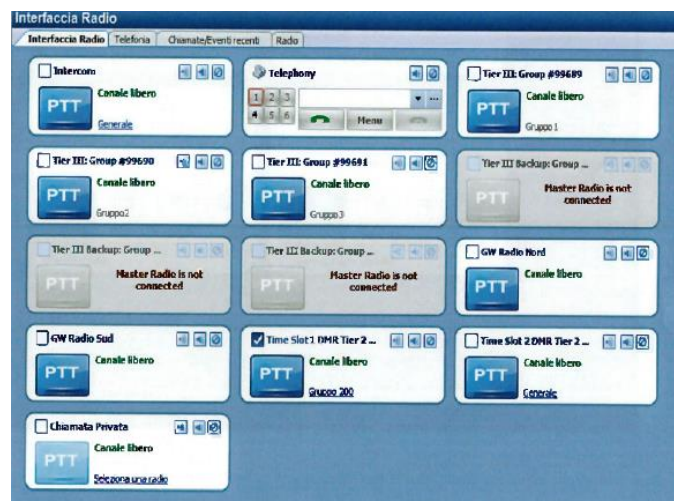 Interfaccia Radio
Interfaccia Radio Telefonia Chiamate/Eventi recenti Radio
Intercom
PTT
Canale libero
Generale
Telephony
1 2 3
4 5 6
Menu
Tier III: Group #99689
PTT
Canale libero
Gruppo 1
Tier III: Group #99690
PTT
Canale libero
Gruppo2
Tier III: Group #99691
PTT
Canale libero
Gruppo 3
Tier III Backup: Group ...
PTT
Master Radio is not
connected
Tier III Backup: Group ...
PTT
Master Radio is not
connected
Tier III Backup: Group ...
PTT
Master Radio is not
connected
GW Radio Nord
PTT
Canale libero
GW Radio Sud
PTT
Canale libero
Time Slot 1 DMR Tier 2 ...
PTT
Canale libero
Gruppo 200
Time Slot 2 DMR Tier 2 ...
PTT
Canale libero
Generale
Chiamata Privata
PTT
Canale libero
Seleziona una radio